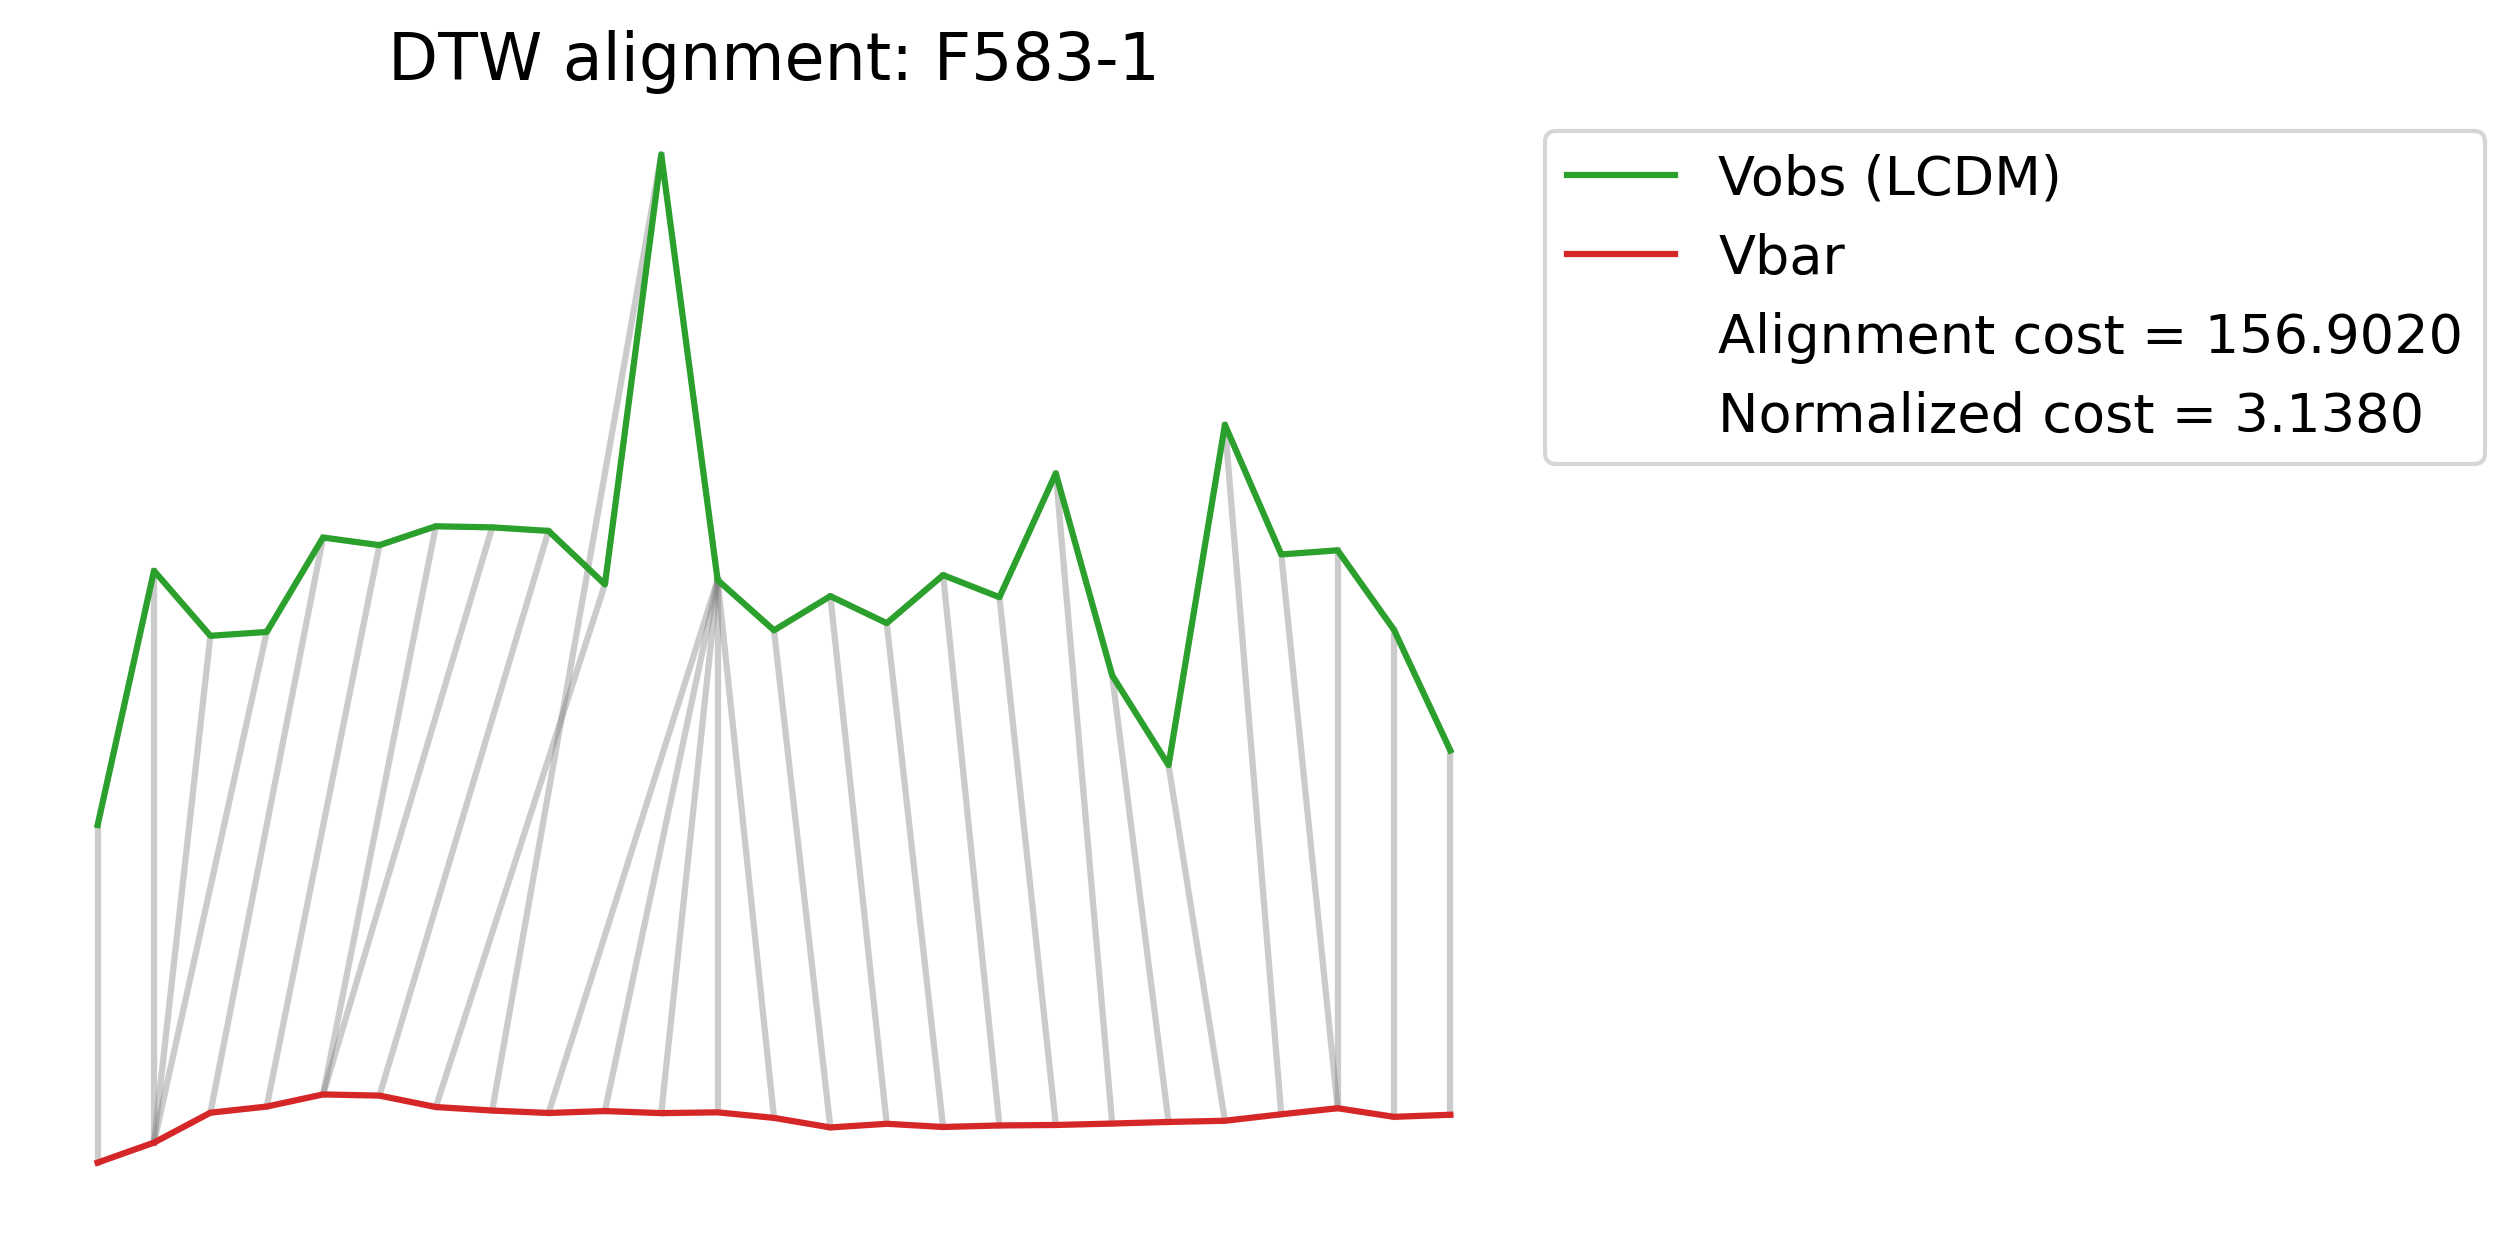 DTW alignment: F583-1
Vobs (LCDM)
Vbar
Alignment cost = 156.9020
Normalized cost = 3.1380